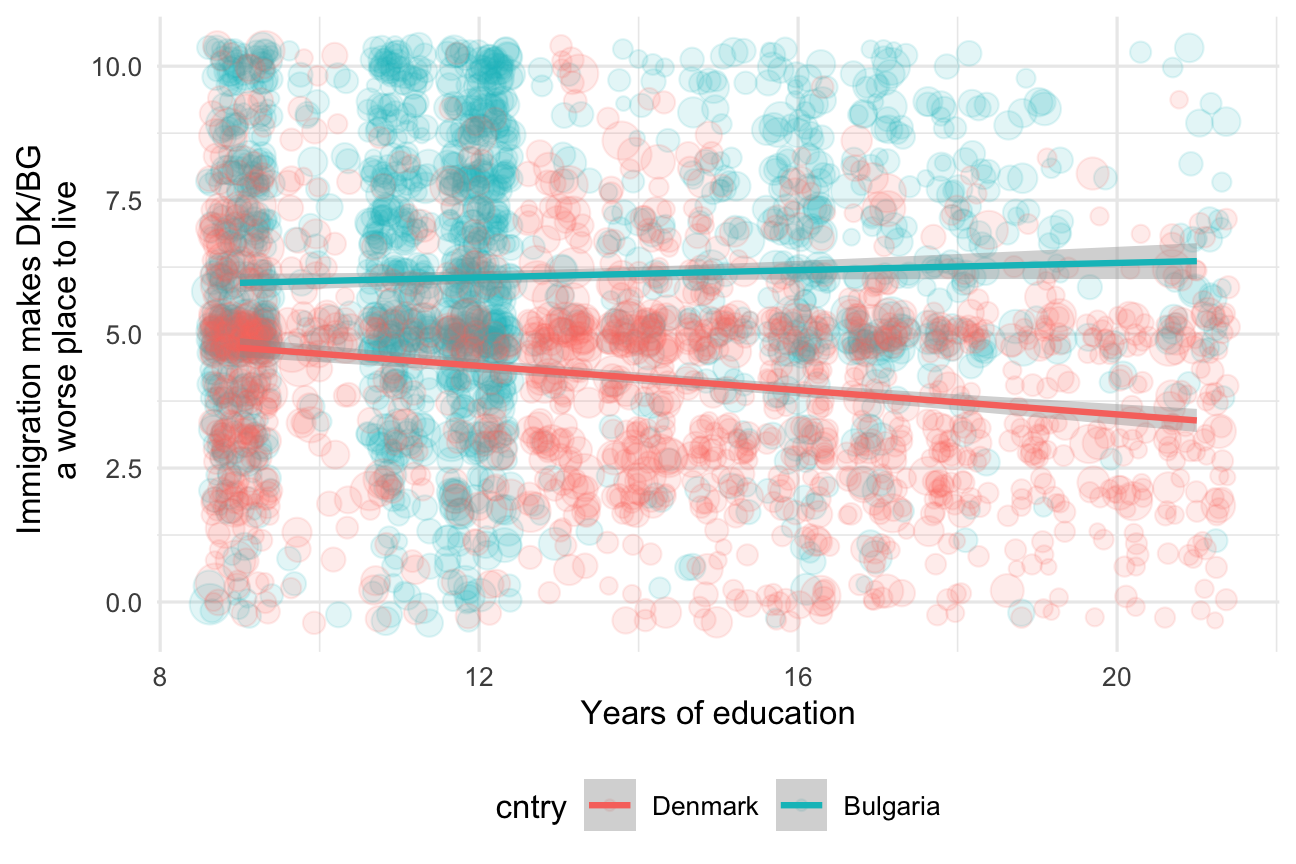 Immigration makes DK/BG
a worse place to live
10.0
7.5
5.0
2.5
0.0
8
12
16
20
Years of education
cntry
Denmark
Bulgaria